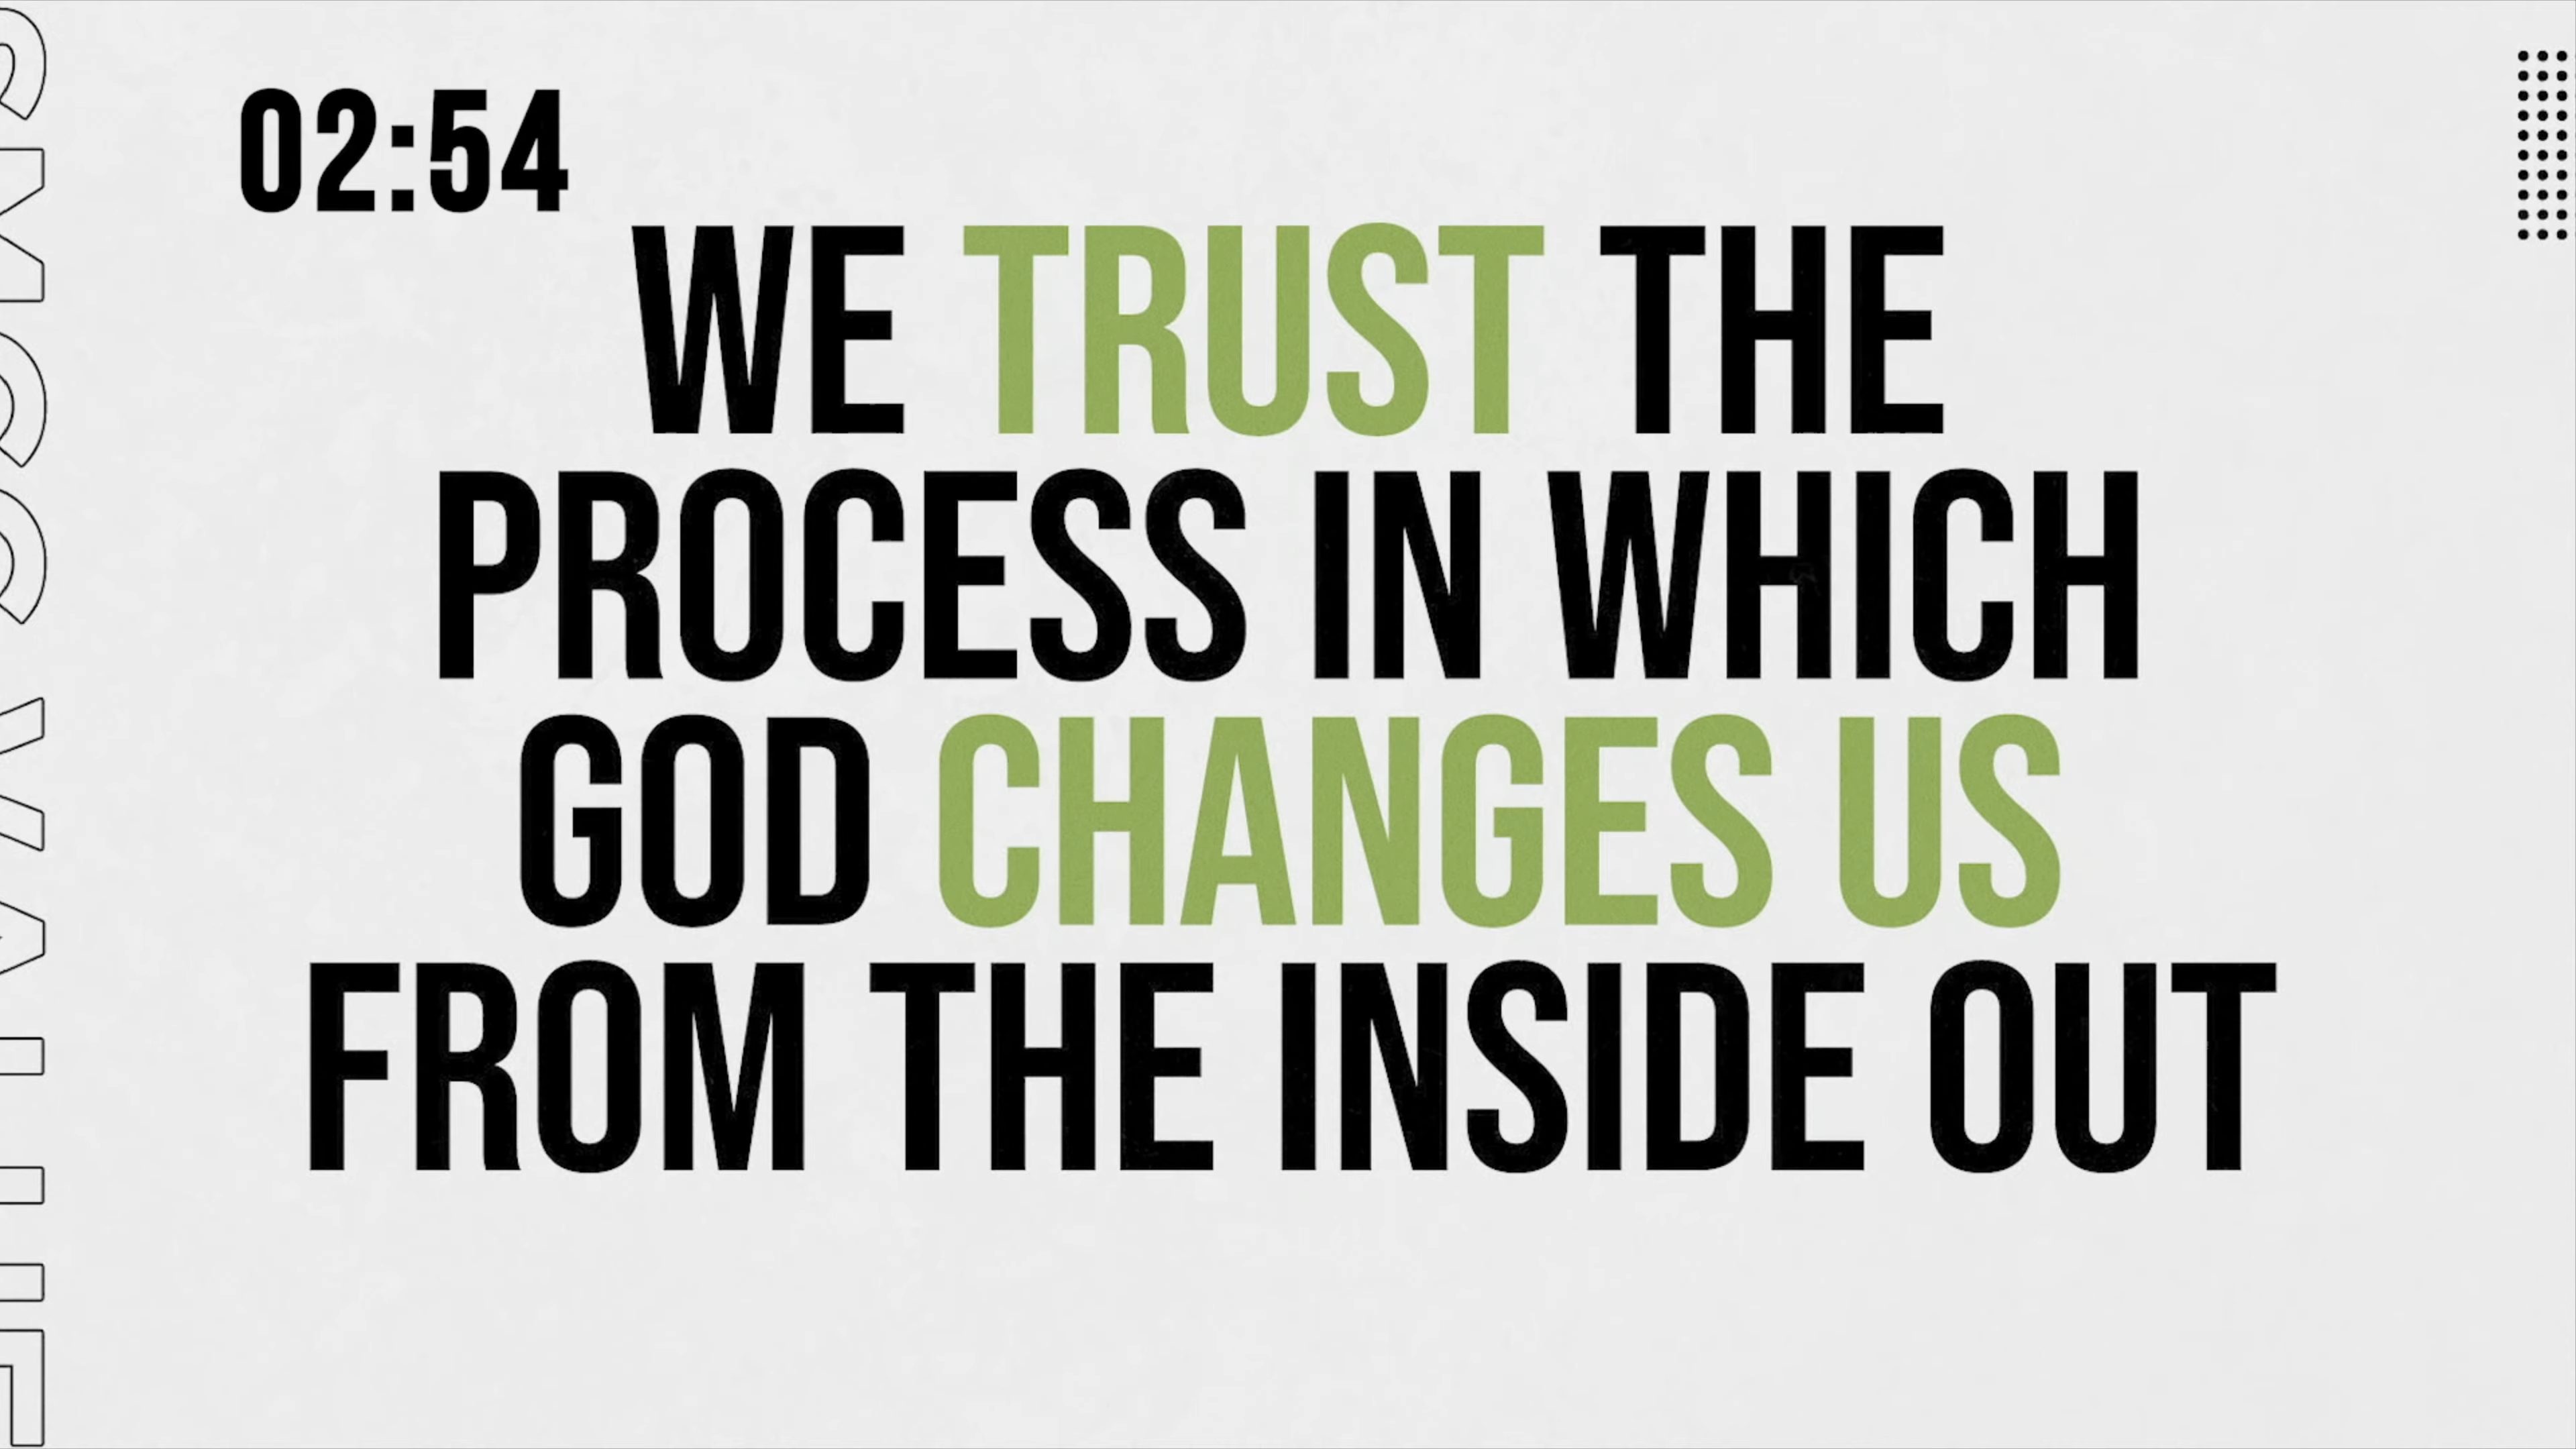 02:54
WE TRUST THE
PROCESS IN WHICH
GOD CHANGES US
FROM THE INSIDE OUT